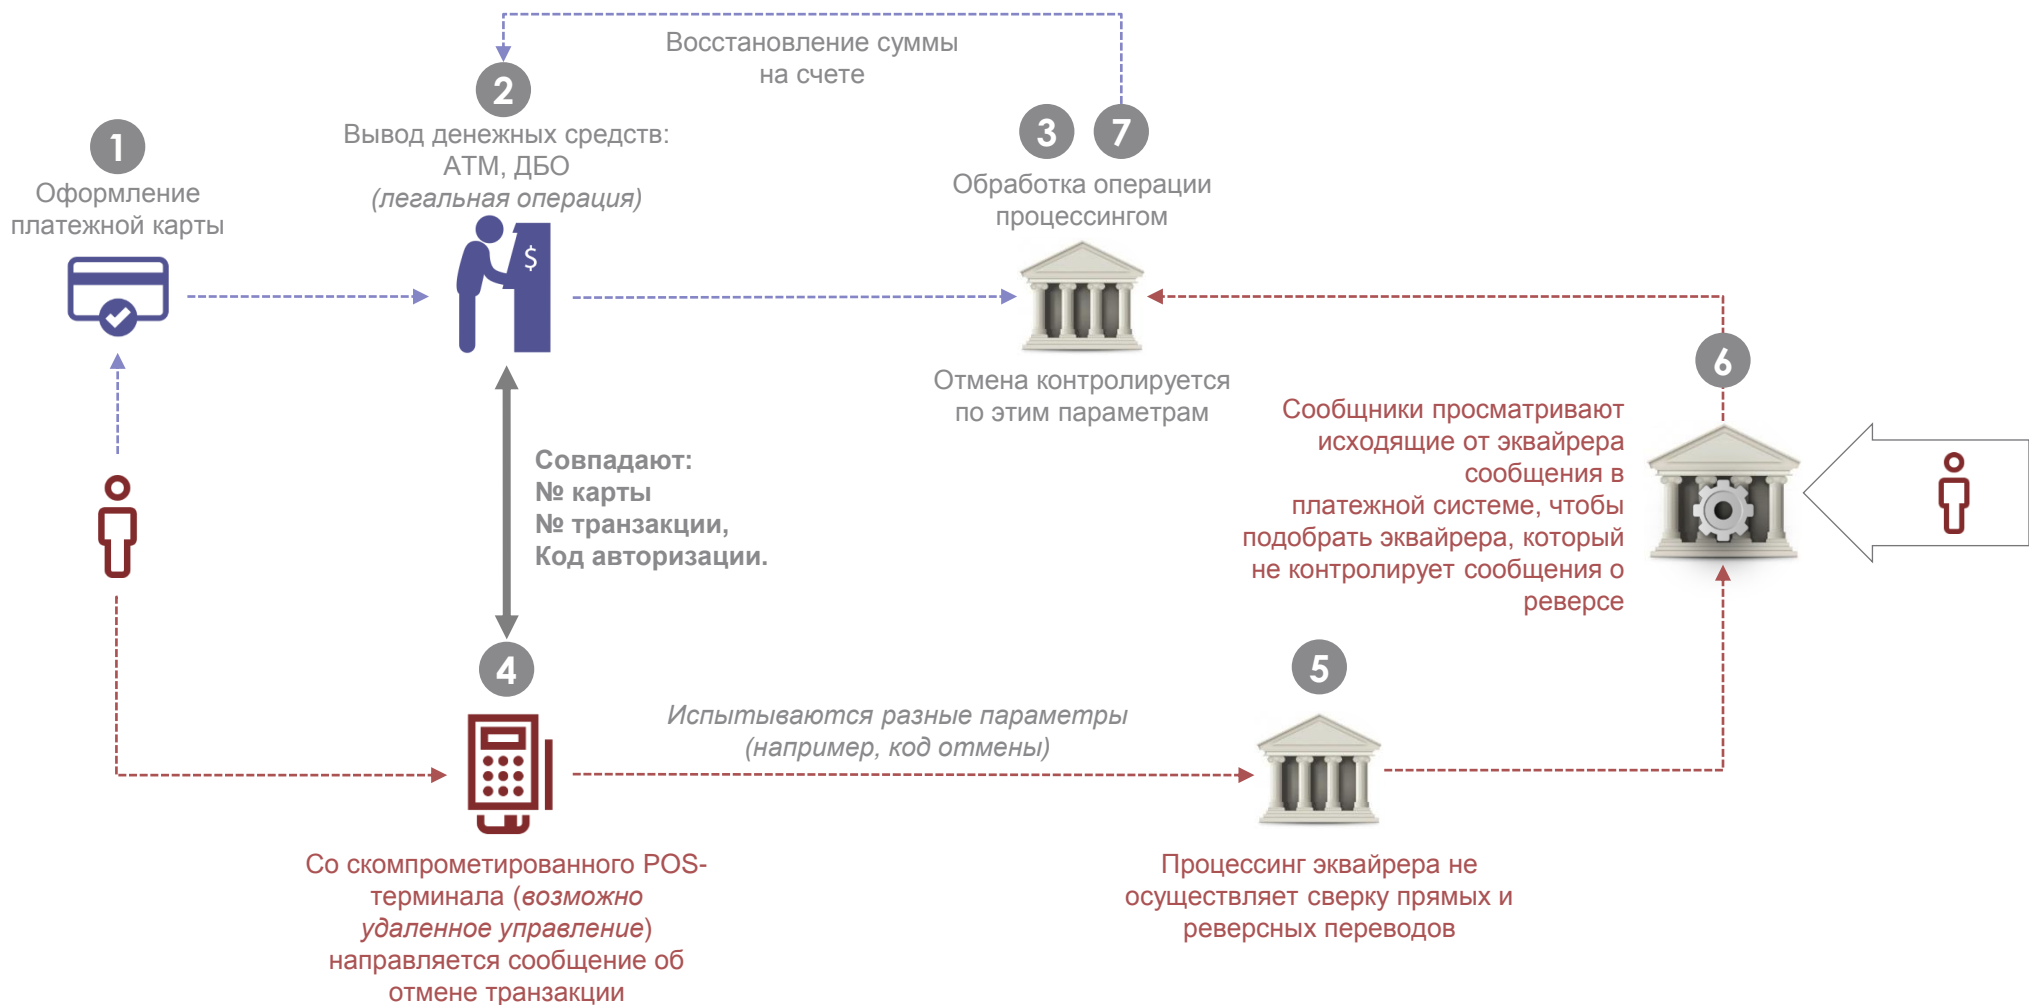 Восстановление суммы
на счете
2
Вывод денежных средств:
АТМ, ДБО
(легальная операция)
1
Оформление
платежной карты
3
7
Обработка операции
процессингом
$
Отмена контролируется
по этим параметрам
6
Сообщники просматривают
исходящие от эквайрера
сообщения в
платежной системе, чтобы
подобрать эквайрера, который
не контролирует сообщения о
реверсе
Совпадают:
№ карты
№ транзакции,
Код авторизации.
4
Испытываются разные параметры
(например, код отмены)
5
Со скомпрометированного POS-
терминала (возможно
удаленное управление)
направляется сообщение об
отмене транзакции
Процессинг эквайрера не
осуществляет сверку прямых и
реверсных переводов